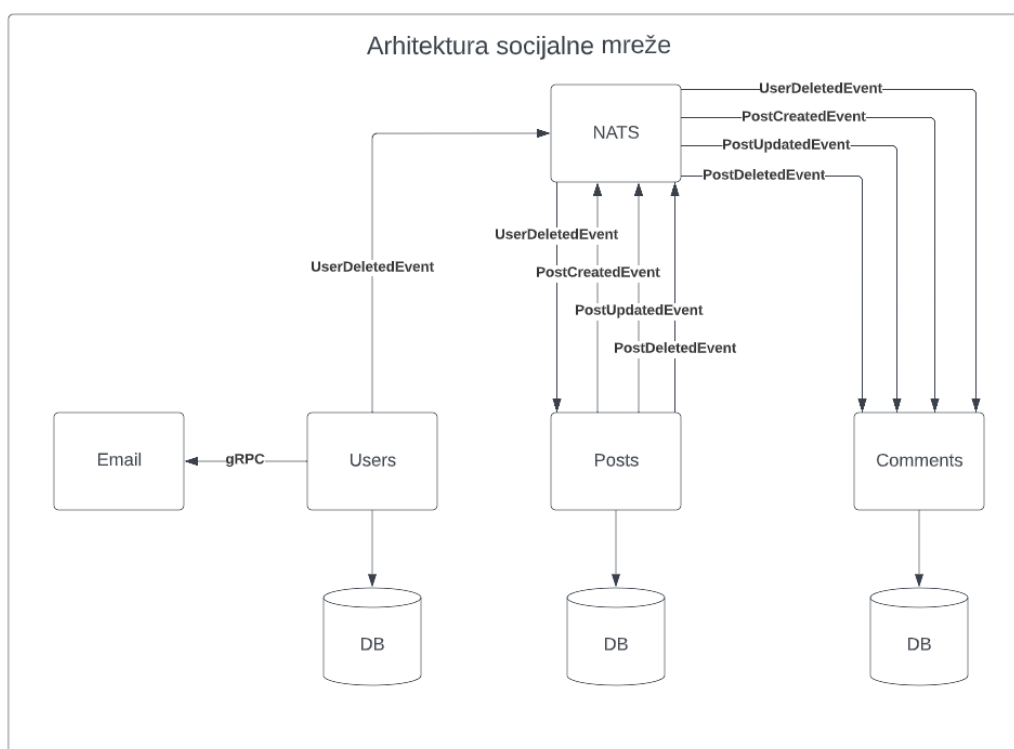 Arhitektura socijalne mreže
NATS
UserDeletedEvent
PostCreatedEvent
PostUpdatedEvent
PostDeletedEvent
UserDeletedEvent
PostCreatedEvent
PostUpdatedEvent
PostDeletedEvent
UserDeletedEvent
Email
gRPC
Users
Posts
Comments
DB
DB
DB